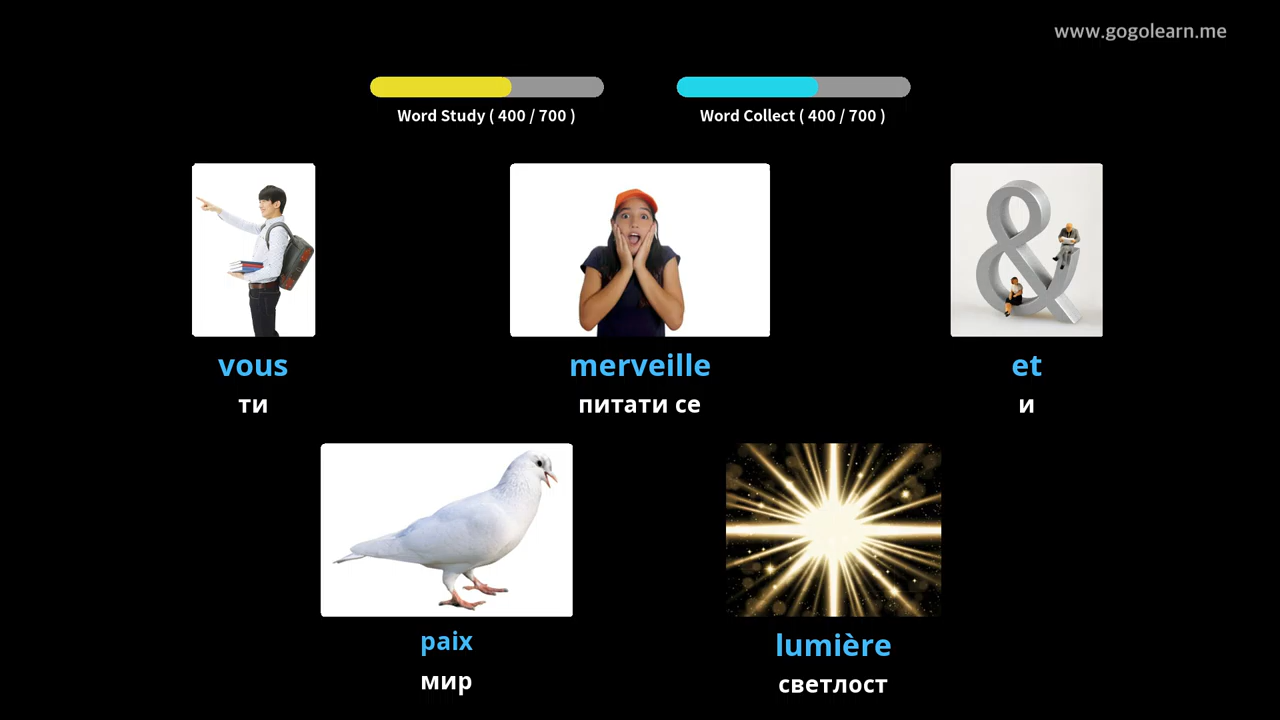 www.gogolearn.me
Word Study ( 400 / 700 )
Word Collect ( 400 / 700 )
vous
ти
merveille
питати се
et
и
paix
мир
lumière
светлост